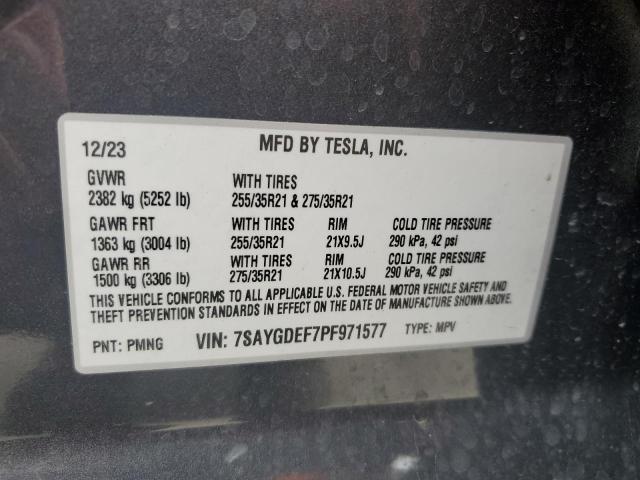 12/23 MFD BY TESLA, INC.
GVWR WITH TIRES
2382 kg (5252 lb) 255/35R21 & 275/35R21
GAWR FRT WITH TIRES RIM COLD TIRE PRESSURE
1363 kg (3004 lb) 255/35R21 21X9.5J 290 kPa, 42 psi
GAWR RR WITH TIRES RIM COLD TIRE PRESSURE
1500 kg (3306 lb) 275/35R21 21X10.5J 290 kPa, 42 psi
THIS VEHICLE CONFORMS TO ALL APPLICABLE U.S. FEDERAL MOTOR VEHICLE SAFETY AND
THEFT PREVENTION STANDARDS IN EFFECT ON THE DATE OF MANUFACTURE SHOWN ABOVE.
PNT: PMNG VIN: 7SAYGDEF7PF971577 TYPE: MPV